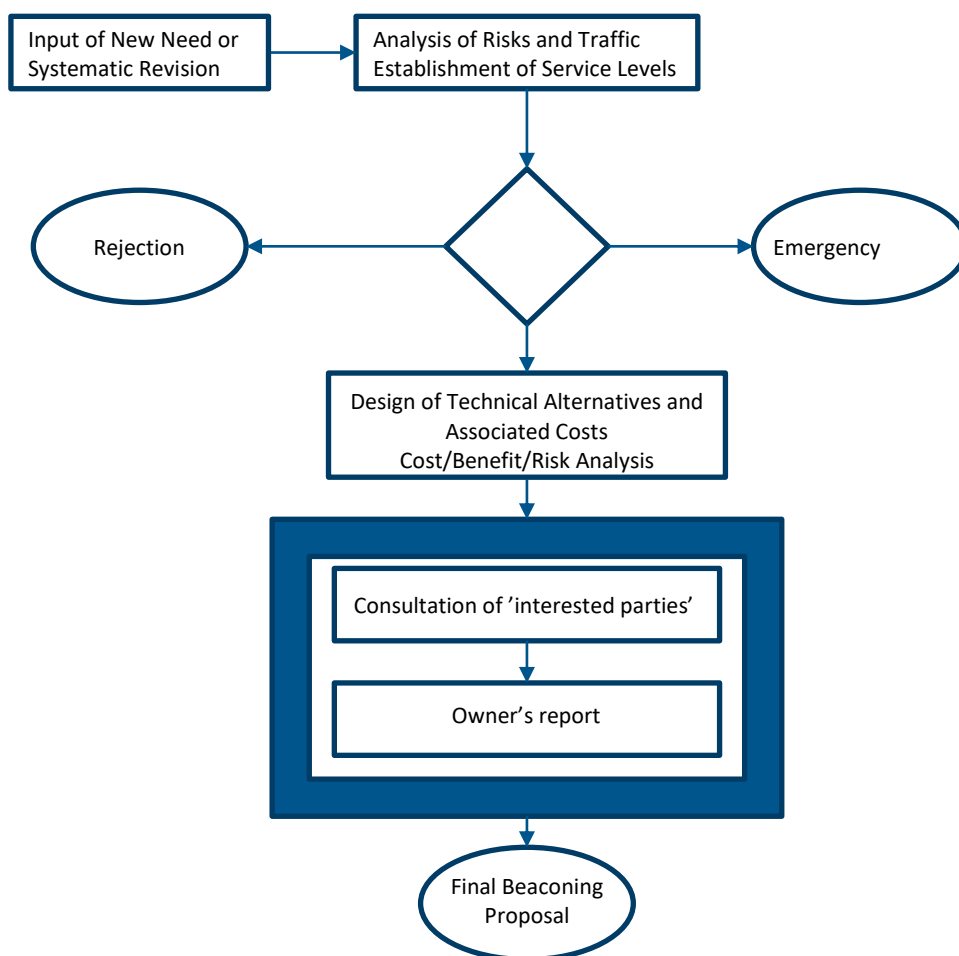 Input of New Need or
Systematic Revision
Analysis of Risks and Traffic
Establishment of Service Levels
Rejection
Emergency
Design of Technical Alternatives and
Associated Costs
Cost/Benefit/Risk Analysis
Consultation of ’interested parties’
Owner’s report
Final Beaconing
Proposal